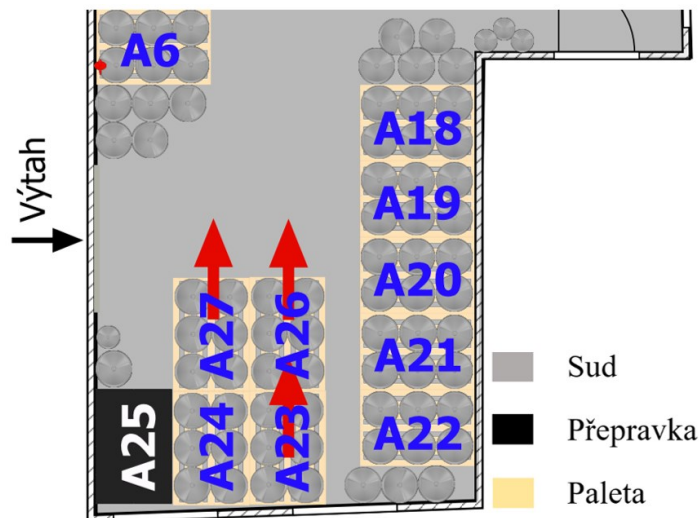 A6
A18
Výtah
A19
A20
A27
A26
A21
Sud
A25
A24
A23
A22
Přepravka
Paleta